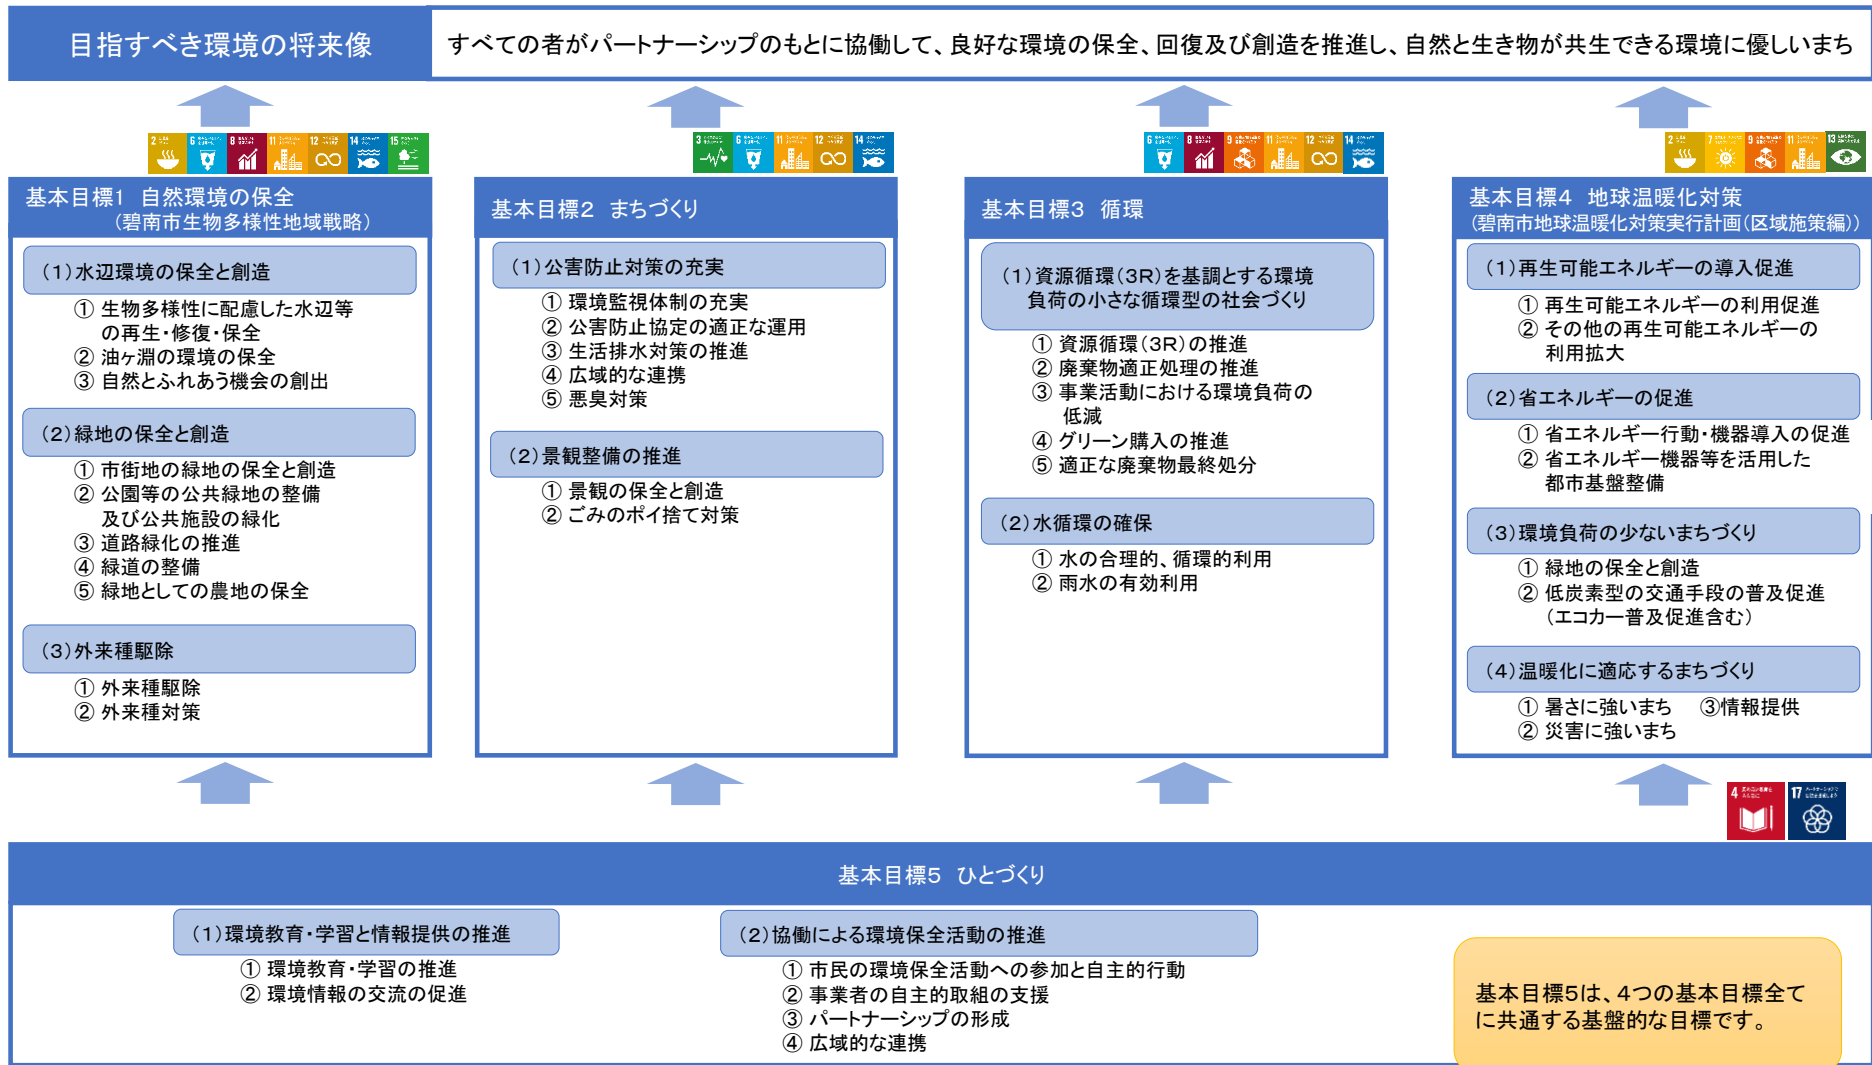 目指すべき環境の将来像
すべての者がパートナーシップのもとに協働して、良好な環境の保全、回復及び創造を推進し、自然と生き物が共生できる環境に優しいまち
2 6 8 11 12 14 15
3 6 11 12 14
6 8 9 11 12 14
2 7 9 11 13
基本目標1 自然環境の保全
(碧南市生物多様性地域戦略)
(1)水辺環境の保全と創造
① 生物多様性に配慮した水辺等
の再生・修復・保全
② 油ヶ淵の環境の保全
③ 自然とふれあう機会の創出
(2)緑地の保全と創造
① 市街地の緑地の保全と創造
② 公園等の公共緑地の整備
及び公共施設の緑化
③ 道路緑化の推進
④ 緑道の整備
⑤ 緑地としての農地の保全
(3)外来種駆除
① 外来種駆除
② 外来種対策
基本目標2 まちづくり
(1)公害防止対策の充実
① 環境監視体制の充実
② 公害防止協定の適正な運用
③ 生活排水対策の推進
④ 広域的な連携
⑤ 悪臭対策
(2)景観整備の推進
① 景観の保全と創造
② ごみのポイ捨て対策
基本目標3 循環
(1)資源循環(3R)を基調とする環境
負荷の小さな循環型の社会づくり
① 資源循環(3R)の推進
② 廃棄物適正処理の推進
③ 事業活動における環境負荷の
低減
④ グリーン購入の推進
⑤ 適正な廃棄物最終処分
(2)水循環の確保
① 水の合理的、循環的利用
② 雨水の有効利用
基本目標4 地球温暖化対策
(碧南市地球温暖化対策実行計画(区域施策編))
(1)再生可能エネルギーの導入促進
① 再生可能エネルギーの利用促進
② その他の再生可能エネルギーの
利用拡大
(2)省エネルギーの促進
① 省エネルギー行動・機器導入の促進
② 省エネルギー機器等を活用した
都市基盤整備
(3)環境負荷の少ないまちづくり
① 緑地の保全と創造
② 低炭素型の交通手段の普及促進
(エコカー普及促進含む)
(4)温暖化に適応するまちづくり
① 暑さに強いまち ③情報提供
② 災害に強いまち
4 17
基本目標5 ひとづくり
(1)環境教育・学習と情報提供の推進
① 環境教育・学習の推進
② 環境情報の交流の促進
(2)協働による環境保全活動の推進
① 市民の環境保全活動への参加と自主的行動
② 事業者の自主的取組の支援
③ パートナーシップの形成
④ 広域的な連携
基本目標5は、4つの基本目標全て
に共通する基盤的な目標です。